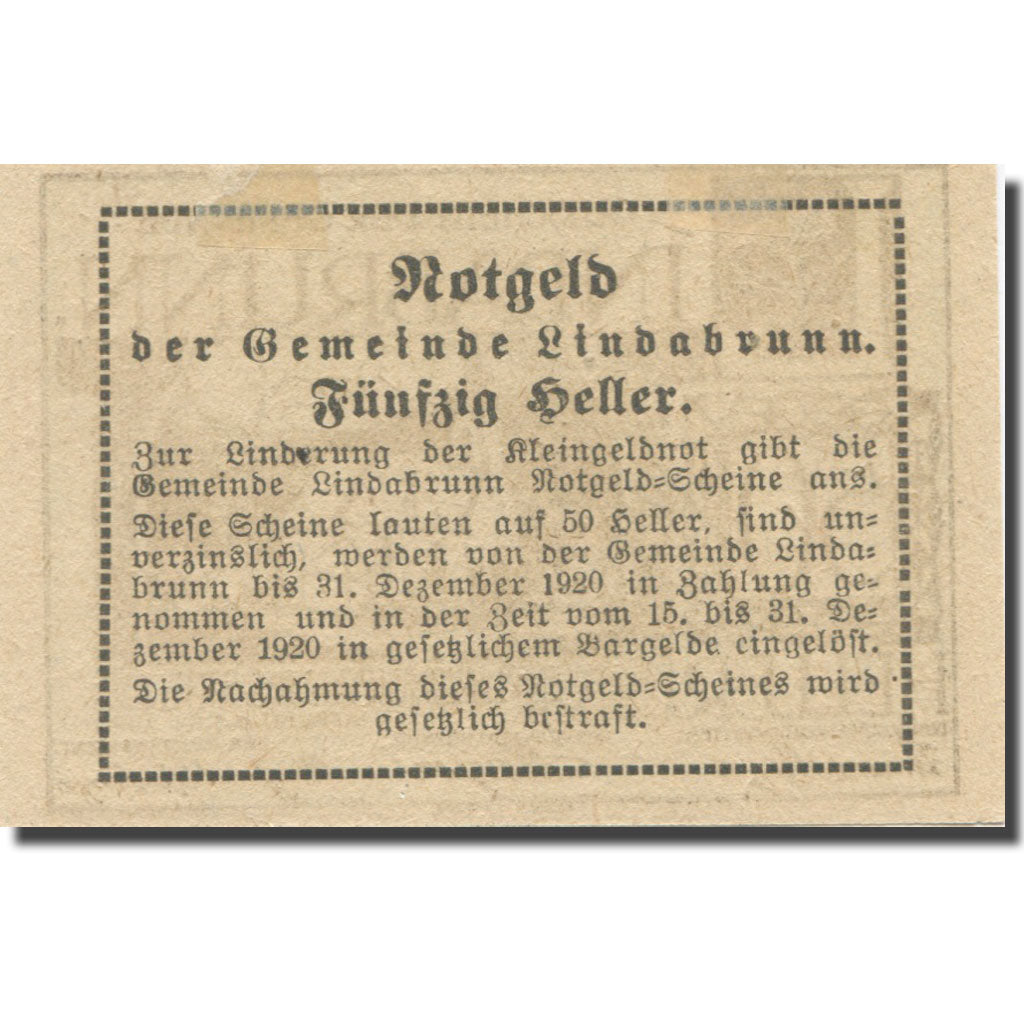 Notgeld
der Gemeinde Lindabrunn.
Fünfzig Heller.
Zur Linderung der Kleingeldnot gibt die
Gemeinde Lindabrunn Notgeld=Scheine aus.
Diese Scheine lauten auf 50 Heller, sind un=
verzinslich, werden von der Gemeinde Linda=
brunn bis 31. Dezember 1920 in Zahlung ge=
nommen und in der Zeit vom 15. bis 31. De=
zember 1920 in gesetzlichem Bargelde eingelöst.
Die Nachahmung dieses Notgeld=Scheines wird
gesetzlich bestraft.